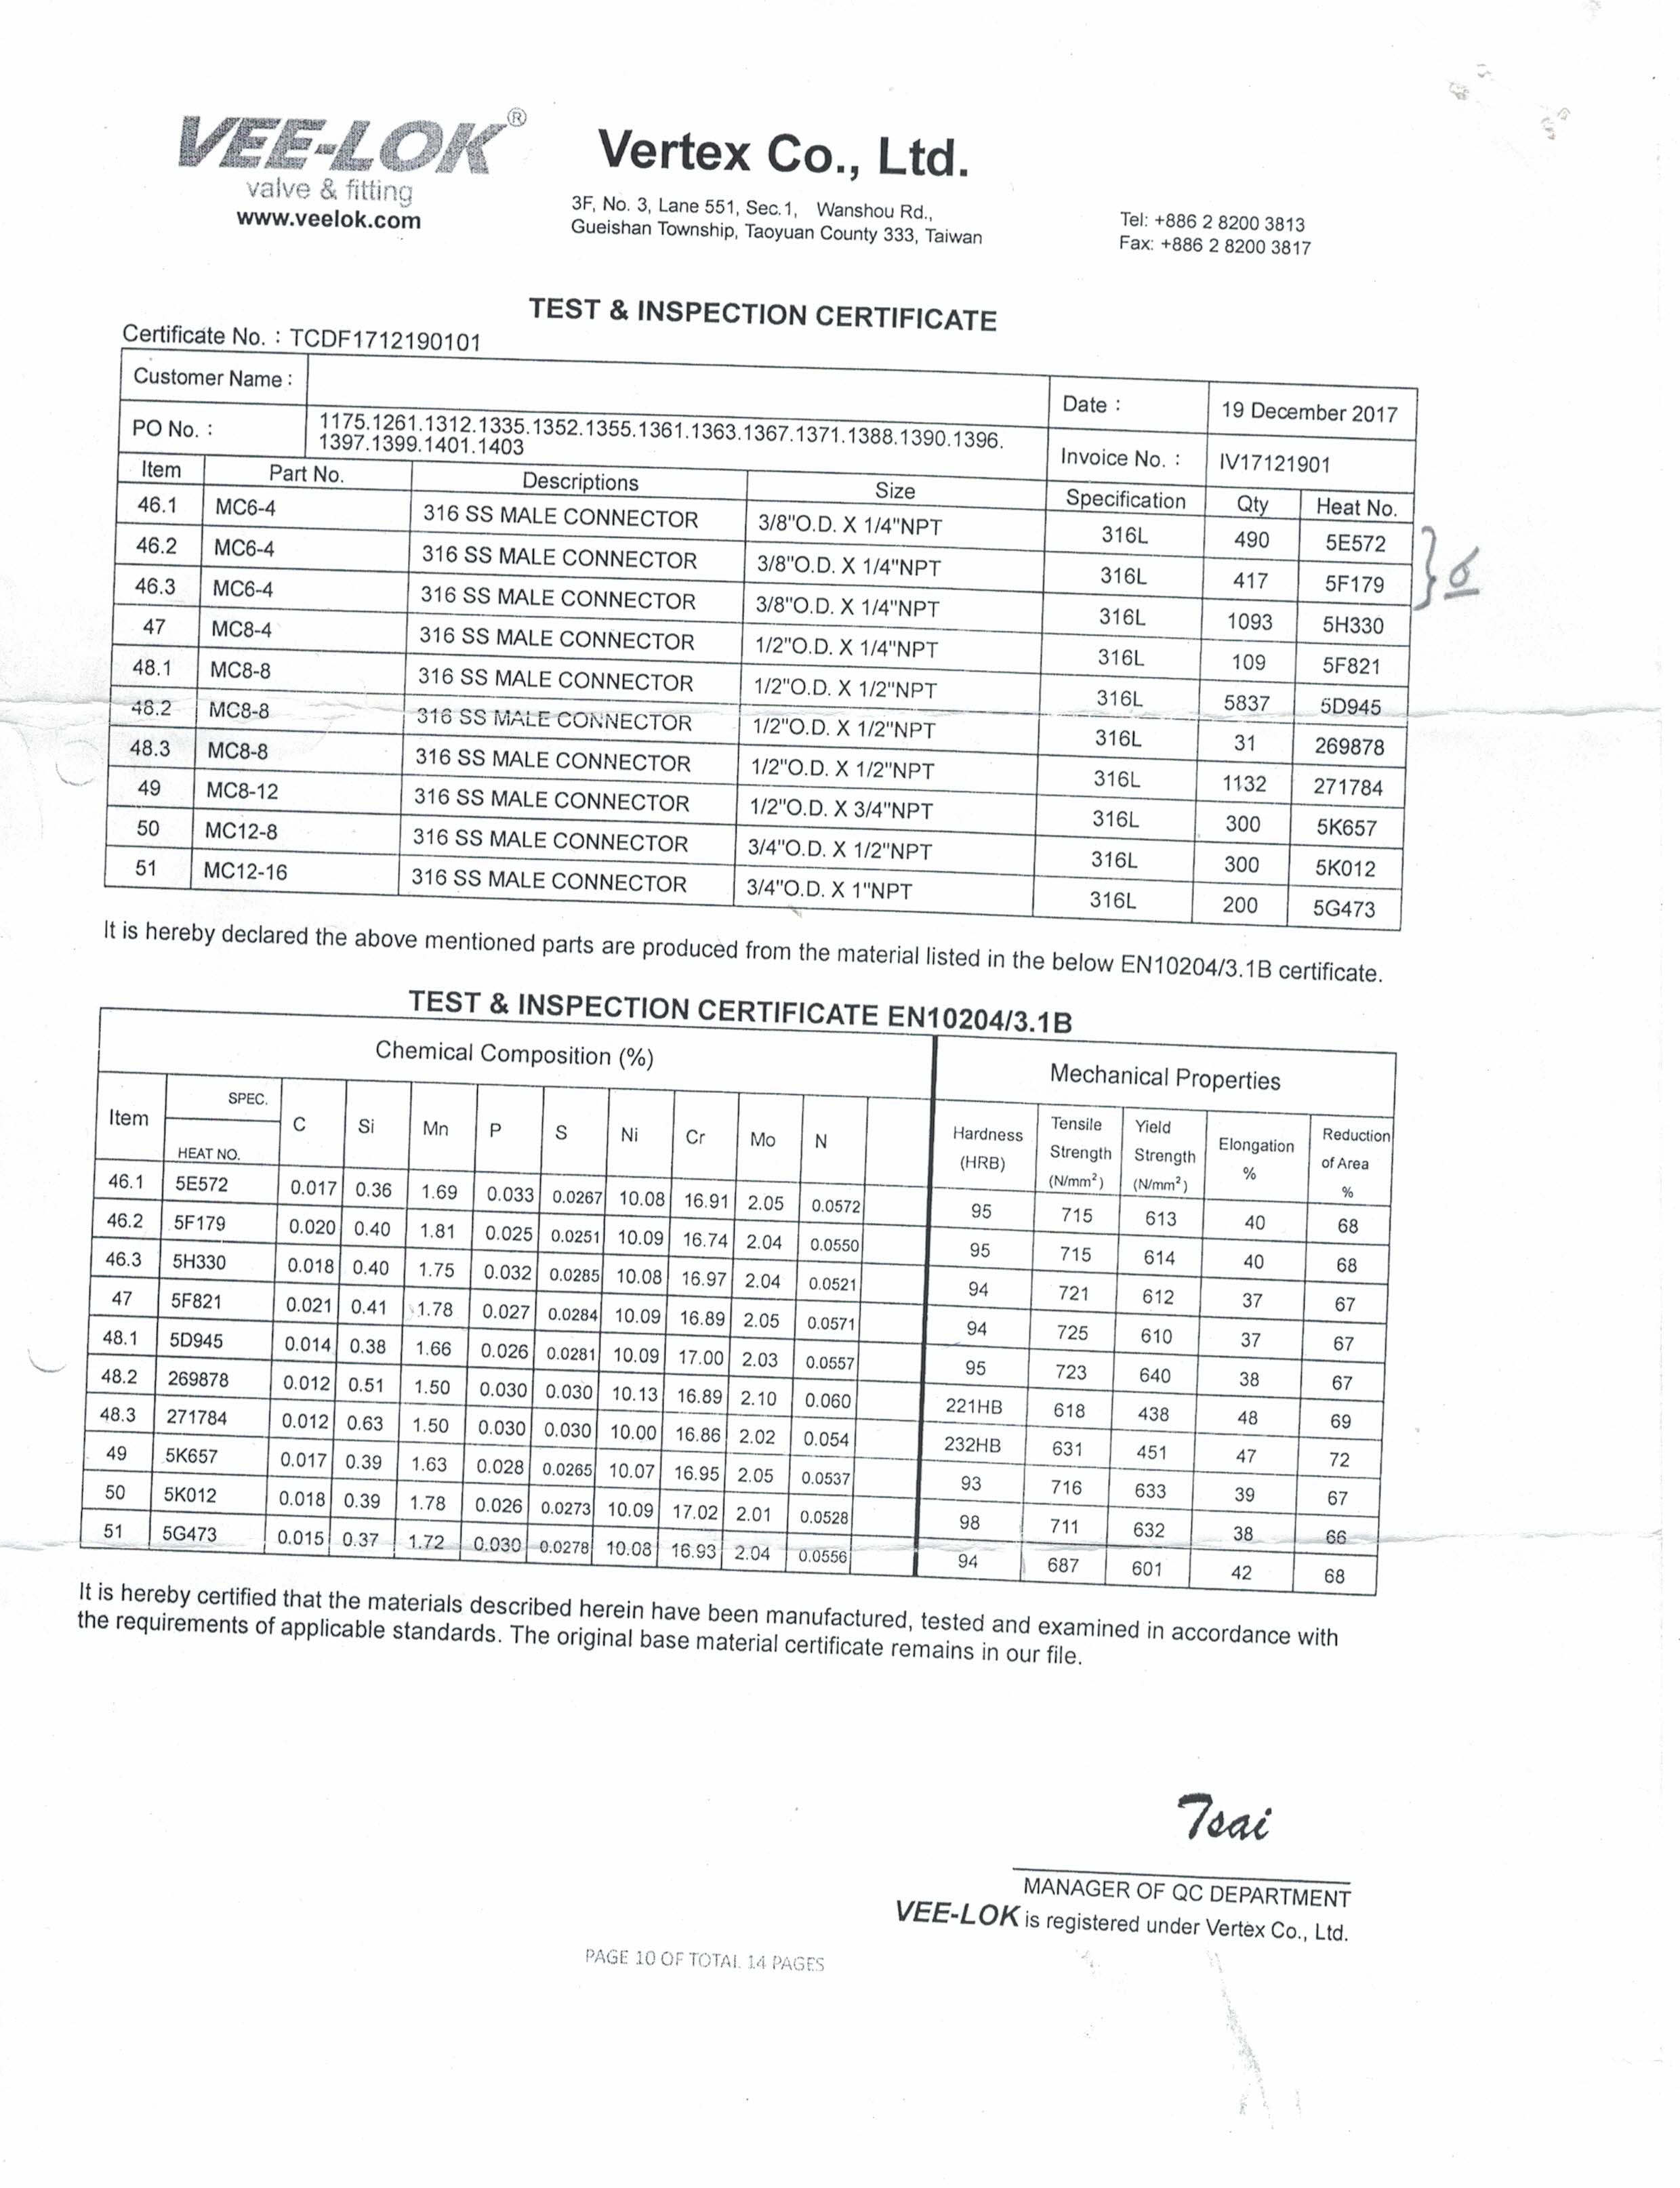 VEE-LOK®
valve & fitting
www.veelok.com
Vertex Co., Ltd.
3F, No. 3, Lane 551, Sec.1, Wanshou Rd.,
Gueishan Township, Taoyuan County 333, Taiwan
Tel: +886 2 8200 3813
Fax: +886 2 8200 3817
TEST & INSPECTION CERTIFICATE
Certificate No. : TCDF1712190101
Customer Name : Date : 19 December 2017
PO No. : 1175.1261.1312.1335.1352.1355.1361.1363.1367.1371.1388.1390.1396.
1397.1399.1401.1403
Invoice No. : IV17121901
Item Part No. Descriptions Size Specification Qty Heat No.
46.1 MC6-4 316 SS MALE CONNECTOR 3/8"O.D. X 1/4"NPT 316L 490 5E572
46.2 MC6-4 316 SS MALE CONNECTOR 3/8"O.D. X 1/4"NPT 316L 417 5F179
46.3 MC6-4 316 SS MALE CONNECTOR 3/8"O.D. X 1/4"NPT 316L 1093 5H330
47 MC8-4 316 SS MALE CONNECTOR 1/2"O.D. X 1/4"NPT 316L 109 5F821
48.1 MC8-8 316 SS MALE CONNECTOR 1/2"O.D. X 1/2"NPT 316L 5837 5D945
48.2 MC8-8 316 SS MALE CONNECTOR 1/2"O.D. X 1/2"NPT 316L 31 269878
48.3 MC8-8 316 SS MALE CONNECTOR 1/2"O.D. X 1/2"NPT 316L 1132 271784
49 MC8-12 316 SS MALE CONNECTOR 1/2"O.D. X 3/4"NPT 316L 300 5K657
50 MC12-8 316 SS MALE CONNECTOR 3/4"O.D. X 1/2"NPT 316L 300 5K012
51 MC12-16 316 SS MALE CONNECTOR 3/4"O.D. X 1"NPT 316L 200 5G473
It is hereby declared the above mentioned parts are produced from the material listed in the below EN10204/3.1B certificate.
TEST & INSPECTION CERTIFICATE EN10204/3.1B
Chemical Composition (%) Mechanical Properties
Item SPEC. HEAT NO. C Si Mn P S Ni Cr Mo N Hardness (HRB) Tensile Strength (N/mm²) Yield Strength (N/mm²) Elongation % Reduction of Area %
46.1 5E572 0.017 0.36 1.69 0.033 0.0267 10.08 16.91 2.05 0.0572 95 715 613 40 68
46.2 5F179 0.020 0.40 1.81 0.025 0.0251 10.09 16.74 2.04 0.0550 95 715 614 40 68
46.3 5H330 0.018 0.40 1.75 0.032 0.0285 10.08 16.97 2.04 0.0521 94 721 612 37 67
47 5F821 0.021 0.41 1.78 0.027 0.0284 10.09 16.89 2.05 0.0571 94 725 610 37 67
48.1 5D945 0.014 0.38 1.66 0.026 0.0281 10.09 17.00 2.03 0.0557 95 723 640 38 67
48.2 269878 0.012 0.51 1.50 0.030 0.030 10.13 16.89 2.10 0.060 221HB 618 438 48 69
48.3 271784 0.012 0.63 1.50 0.030 0.030 10.00 16.86 2.02 0.054 232HB 631 451 47 72
49 5K657 0.017 0.39 1.63 0.028 0.0265 10.07 16.95 2.05 0.0537 93 716 633 39 67
50 5K012 0.018 0.39 1.78 0.026 0.0273 10.09 17.02 2.01 0.0528 98 711 632 38 66
51 5G473 0.015 0.37 1.72 0.030 0.0278 10.08 16.93 2.04 0.0556 94 687 601 42 68
It is hereby certified that the materials described herein have been manufactured, tested and examined in accordance with
the requirements of applicable standards. The original base material certificate remains in our file.
Tsai
MANAGER OF QC DEPARTMENT
VEE-LOK is registered under Vertex Co., Ltd.
PAGE 10 OF TOTAL 14 PAGES